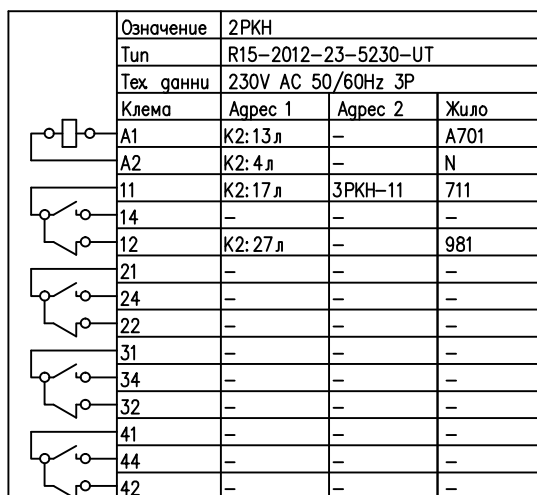 Означение 2РКН
Тип R15-2012-23-5230-UT
Тех. данни 230V AC 50/60Hz 3P
Клема Адрес 1 Адрес 2 Жило
A1 K2:13л – A701
A2 K2:4л – N
11 K2:17л 3РКН-11 711
14 – – –
12 K2:27л – 981
21 – – –
24 – – –
22 – – –
31 – – –
34 – – –
32 – – –
41 – – –
44 – – –
42 – – –